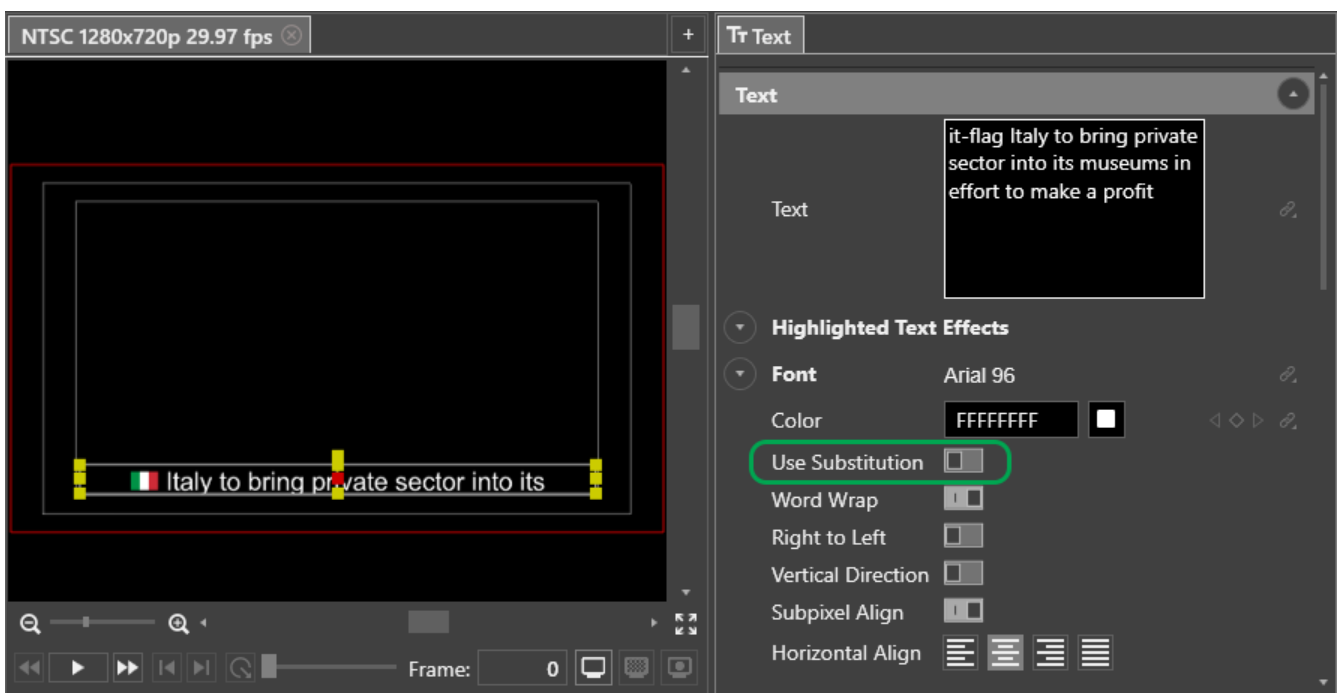 NTSC 1280x720p 29.97 fps
Italy to bring private sector into its
Frame: 0
Text
Text
Text
it-flag Italy to bring private
sector into its museums in
effort to make a profit
Highlighted Text Effects
Font Arial 96
Color FFFFFFFF
Use Substitution
Word Wrap
Right to Left
Vertical Direction
Subpixel Align
Horizontal Align